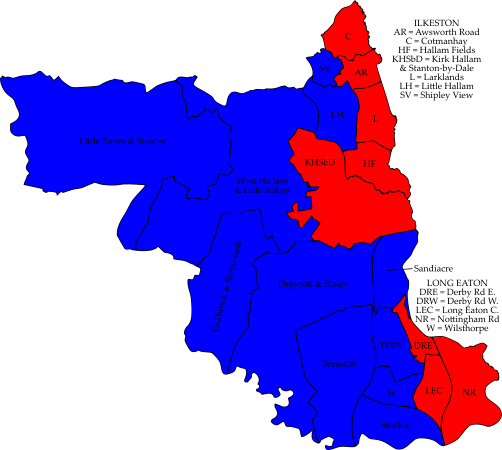 ILKESTON
AR = Awsworth Road
C = Cotmanhay
HF = Hallam Fields
KHSbD = Kirk Hallam
& Stanton-by-Dale
L = Larklands
LH = Little Hallam
SV = Shipley View
C
SV
AR
LH
L
Little Eaton & Stanley
KHSbD
HF
West Hallam
& Dale Abbey
Ockbrook & Borrowash
Draycott & Risley
Sandiacre
LONG EATON
DRE = Derby Rd E.
DRW = Derby Rd W.
LEC = Long Eaton C.
NR = Nottingham Rd
W = Wilsthorpe
DRW
DRE
Breaston
W
LEC
NR
Sawley